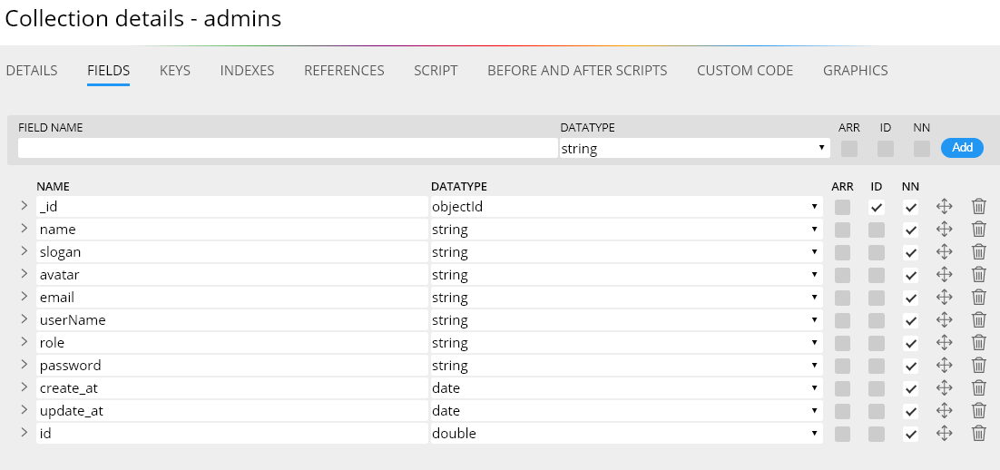 Collection details - admins
DETAILS FIELDS KEYS INDEXES REFERENCES SCRIPT BEFORE AND AFTER SCRIPTS CUSTOM CODE GRAPHICS
FIELD NAME DATATYPE ARR ID NN
string Add
NAME DATATYPE ARR ID NN
_id objectId
name string
slogan string
avatar string
email string
userName string
role string
password string
create_at date
update_at date
id double